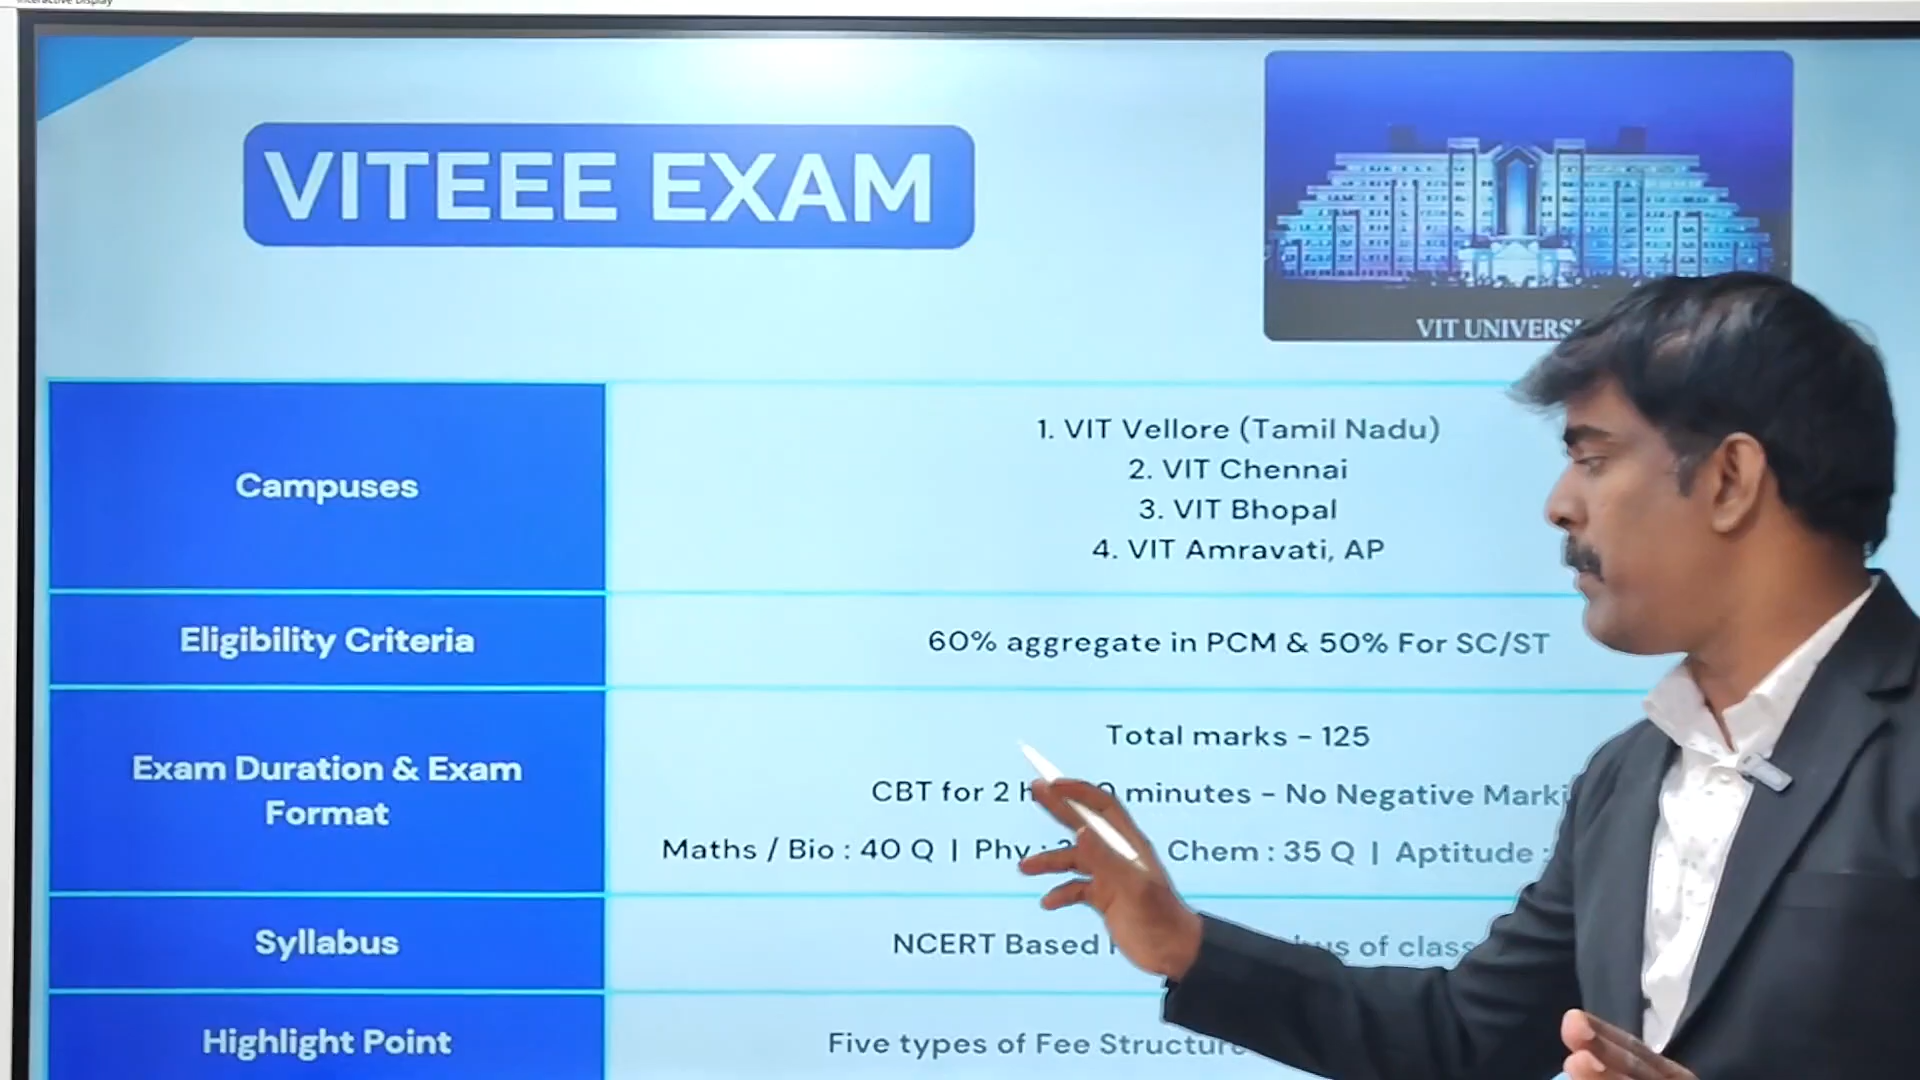 Interactive Display
VITEEE EXAM
VIT
Campuses
1. VIT Vellore (Tamil Nadu)
2. VIT Chennai
3. VIT Bhopal
4. VIT Amravati, AP
Eligibility Criteria
60% aggregate in PCM & 50% For SC/ST
Exam Duration & Exam
Format
Total marks - 125
CBT for 2 minutes - No Negative
Maths / Bio : 40 Q | Phy : Chem : 35 Q | Aptitude :
Syllabus
NCERT Based of class
Highlight Point
Five types of Fee